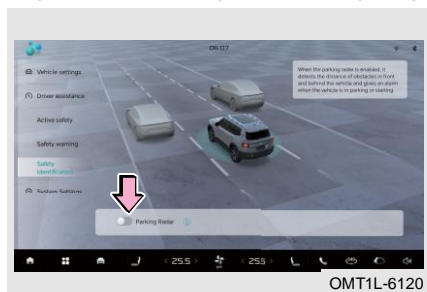 06:07
When the parking radar is enabled, it
detects the distance of obstacles in front
and behind the vehicle and gives an alarm
when the vehicle is in parking or starting
Vehicle settings
Driver assistance
Active safety
Safety warning
Safety
Identification
System Settings
Parking Radar
25.5
25.5
OMT1L-6120